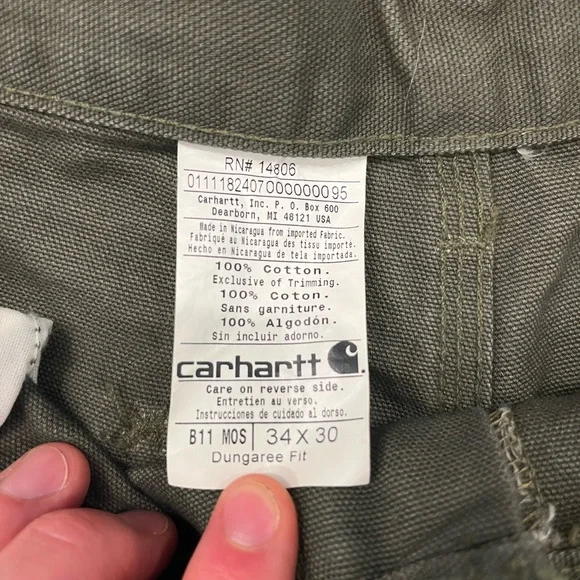 RN# 14806
0111182407000000095
Carhartt, Inc. P. O. Box 600
Dearborn, MI 48121 USA
Made in Nicaragua from imported Fabric.
Fabriqué au Nicaragua des tissu importé.
Hecho en Nicaragua de tela importada.
100% Cotton.
Exclusive of Trimming.
100% Coton.
Sans garniture.
100% Algodón.
Sin incluir adorno.
carhartt
Care on reverse side.
Entretien au verso.
Instrucciones de cuidado al dorso.
B11 MOS 34 X 30
Dungaree Fit